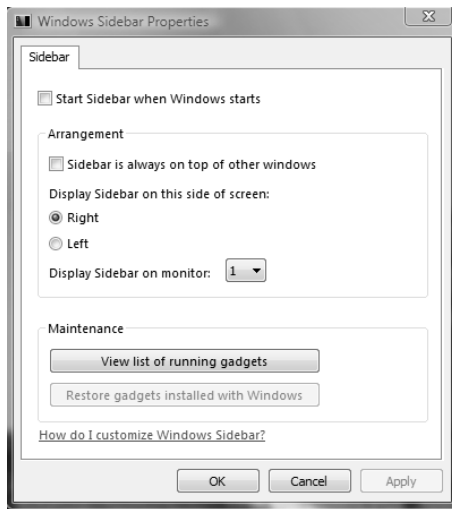 Windows Sidebar Properties
Sidebar
Start Sidebar when Windows starts
Arrangement
Sidebar is always on top of other windows
Display Sidebar on this side of screen:
Right
Left
Display Sidebar on monitor: 1
Maintenance
View list of running gadgets
Restore gadgets installed with Windows
How do I customize Windows Sidebar?
OK Cancel Apply